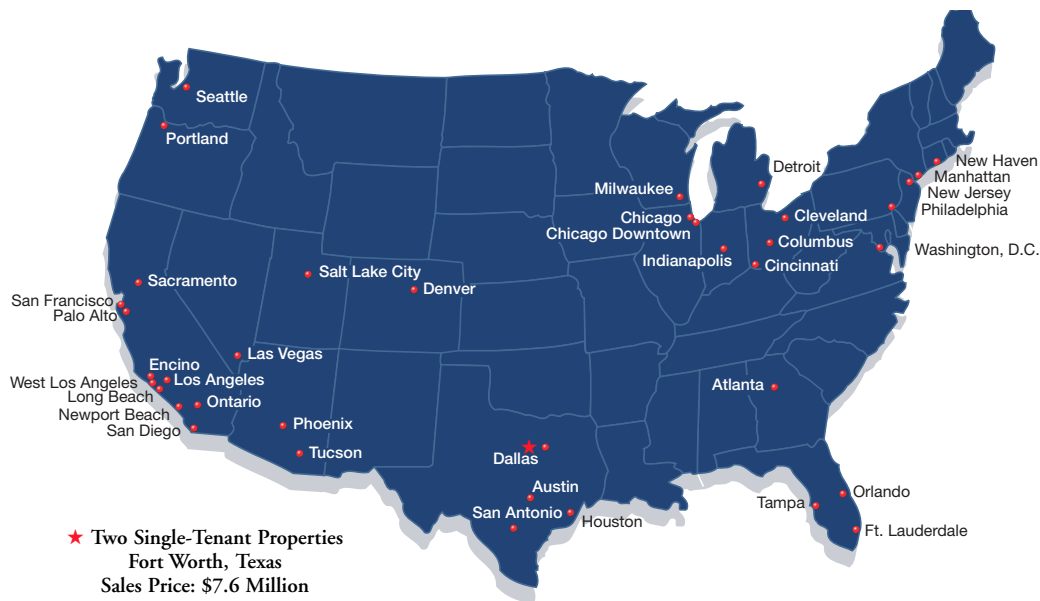 Seattle
Portland
Detroit
New Haven
Manhattan
New Jersey
Philadelphia
Milwaukee
Chicago
Chicago Downtown
Cleveland
Columbus
Indianapolis
Cincinnati
Washington, D.C.
Salt Lake City
Denver
Sacramento
San Francisco
Palo Alto
Las Vegas
Encino
West Los Angeles
Los Angeles
Long Beach
Ontario
Newport Beach
San Diego
Phoenix
Tucson
Atlanta
Dallas
Austin
San Antonio
Houston
Orlando
Tampa
Ft. Lauderdale
★ Two Single-Tenant Properties
Fort Worth, Texas
Sales Price: $7.6 Million